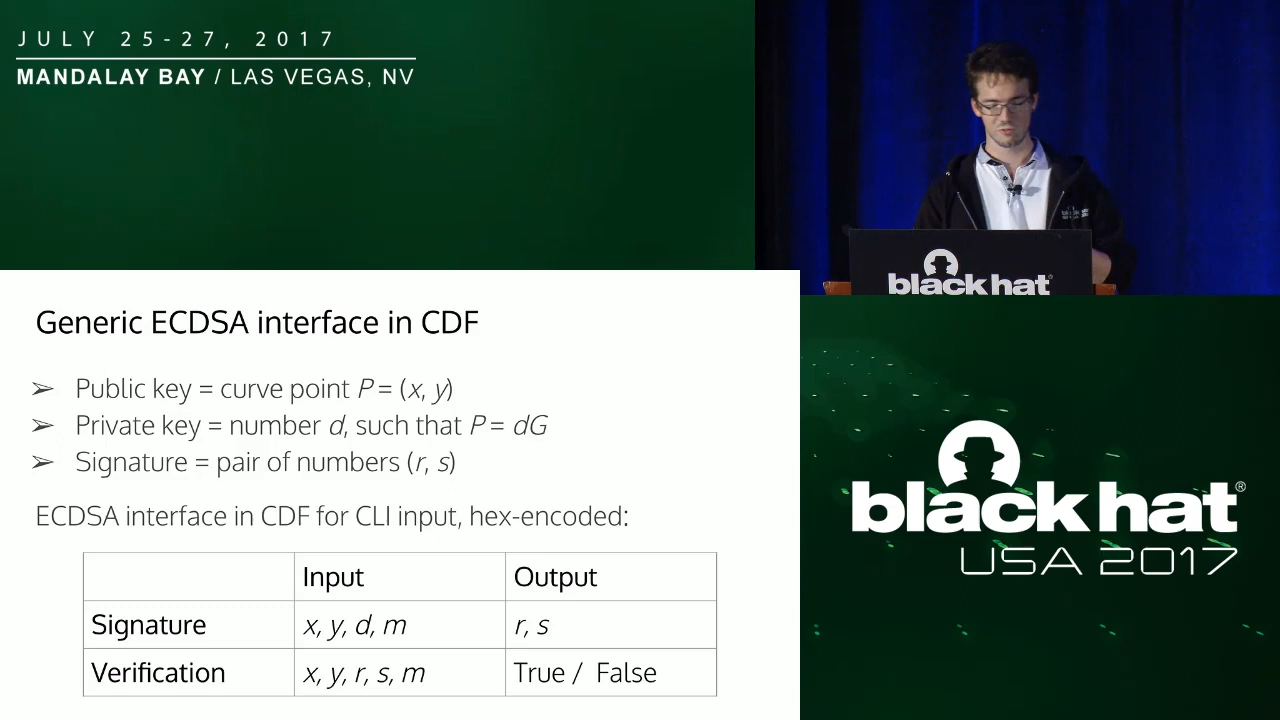 JULY 25-27, 2017
MANDALAY BAY / LAS VEGAS, NV
black hat
Generic ECDSA interface in CDF
➢ Public key = curve point P = (x, y)
➢ Private key = number d, such that P = dG
➢ Signature = pair of numbers (r, s)
ECDSA interface in CDF for CLI input, hex-encoded:
Input Output
Signature x, y, d, m r, s
Verification x, y, r, s, m True / False
black hat®
USA 2017